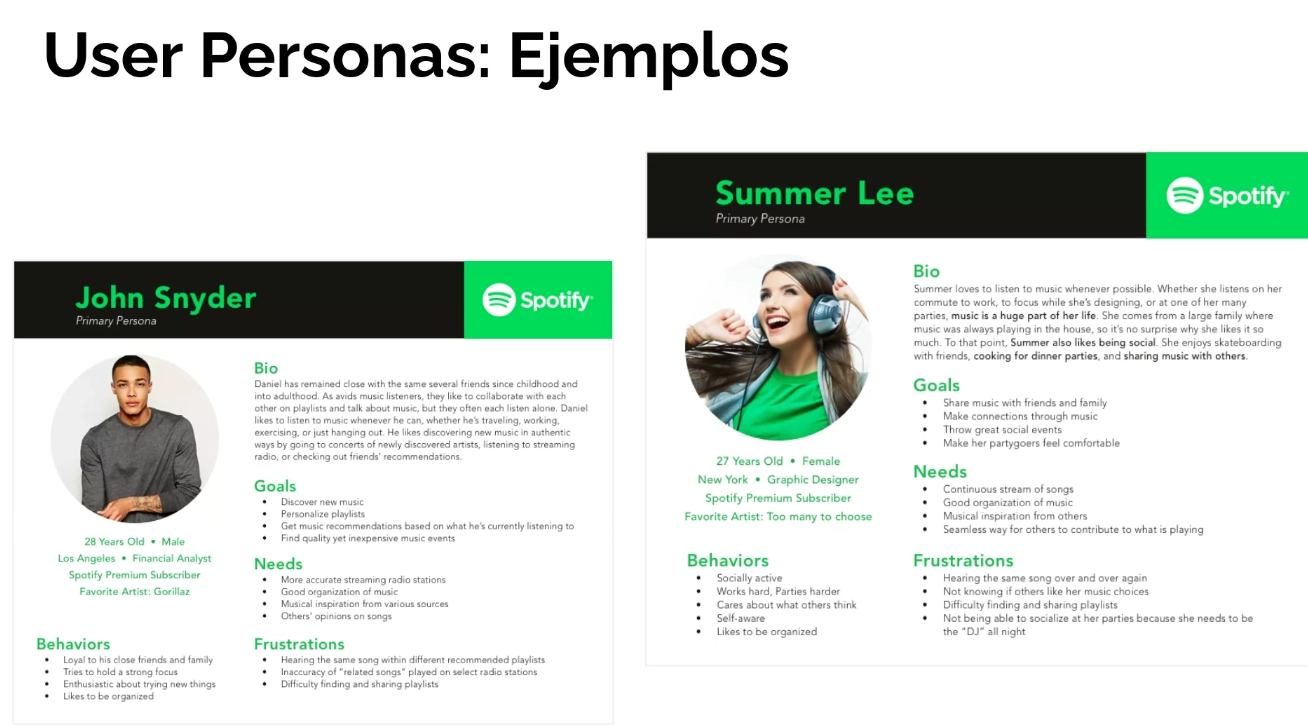 User Personas: Ejemplos
John Snyder
Primary Persona
Spotify
28 Years Old • Male
Los Angeles • Financial Analyst
Spotify Premium Subscriber
Favorite Artist: Gorillaz
Bio
Daniel has remained close with the same several friends since childhood and
into adulthood. As avids music listeners, they like to collaborate with each
other on playlists and talk about music, but they often each listen alone. Daniel
likes to listen to music whenever he can, whether he's traveling, working,
exercising, or just hanging out. He likes discovering new music in authentic
ways by going to concerts of newly discovered artists, listening to streaming
radio, or checking out friends' recommendations.
Goals
• Discover new music
• Personalize playlists
• Get music recommendations based on what he's currently listening to
• Find quality yet inexpensive music events
Needs
• More accurate streaming radio stations
• Good organization of music
• Musical inspiration from various sources
• Others' opinions on songs
Behaviors
• Loyal to his close friends and family
• Tries to hold a strong focus
• Enthusiastic about trying new things
• Likes to be organized
Frustrations
• Hearing the same song within different recommended playlists
• Inaccuracy of "related songs" played on select radio stations
• Difficulty finding and sharing playlists
Summer Lee
Primary Persona
Spotify
27 Years Old • Female
New York • Graphic Designer
Spotify Premium Subscriber
Favorite Artist: Too many to choose
Bio
Summer loves to listen to music whenever possible. Whether she listens on her
commute to work, to focus while she's designing, or at one of her many
parties, music is a huge part of her life. She comes from a large family where
music was always playing in the house, so it's no surprise why she likes it so
much. To that point, Summer also likes being social. She enjoys skateboarding
with friends, cooking for dinner parties, and sharing music with others.
Goals
• Share music with friends and family
• Make connections through music
• Throw great social events
• Make her partygoers feel comfortable
Needs
• Continuous stream of songs
• Good organization of music
• Musical inspiration from others
• Seamless way for others to contribute to what is playing
Behaviors
• Socially active
• Works hard, Parties harder
• Cares about what others think
• Self-aware
• Likes to be organized
Frustrations
• Hearing the same song over and over again
• Not knowing if others like her music choices
• Difficulty finding and sharing playlists
• Not being able to socialize at her parties because she needs to be
the "DJ" all night